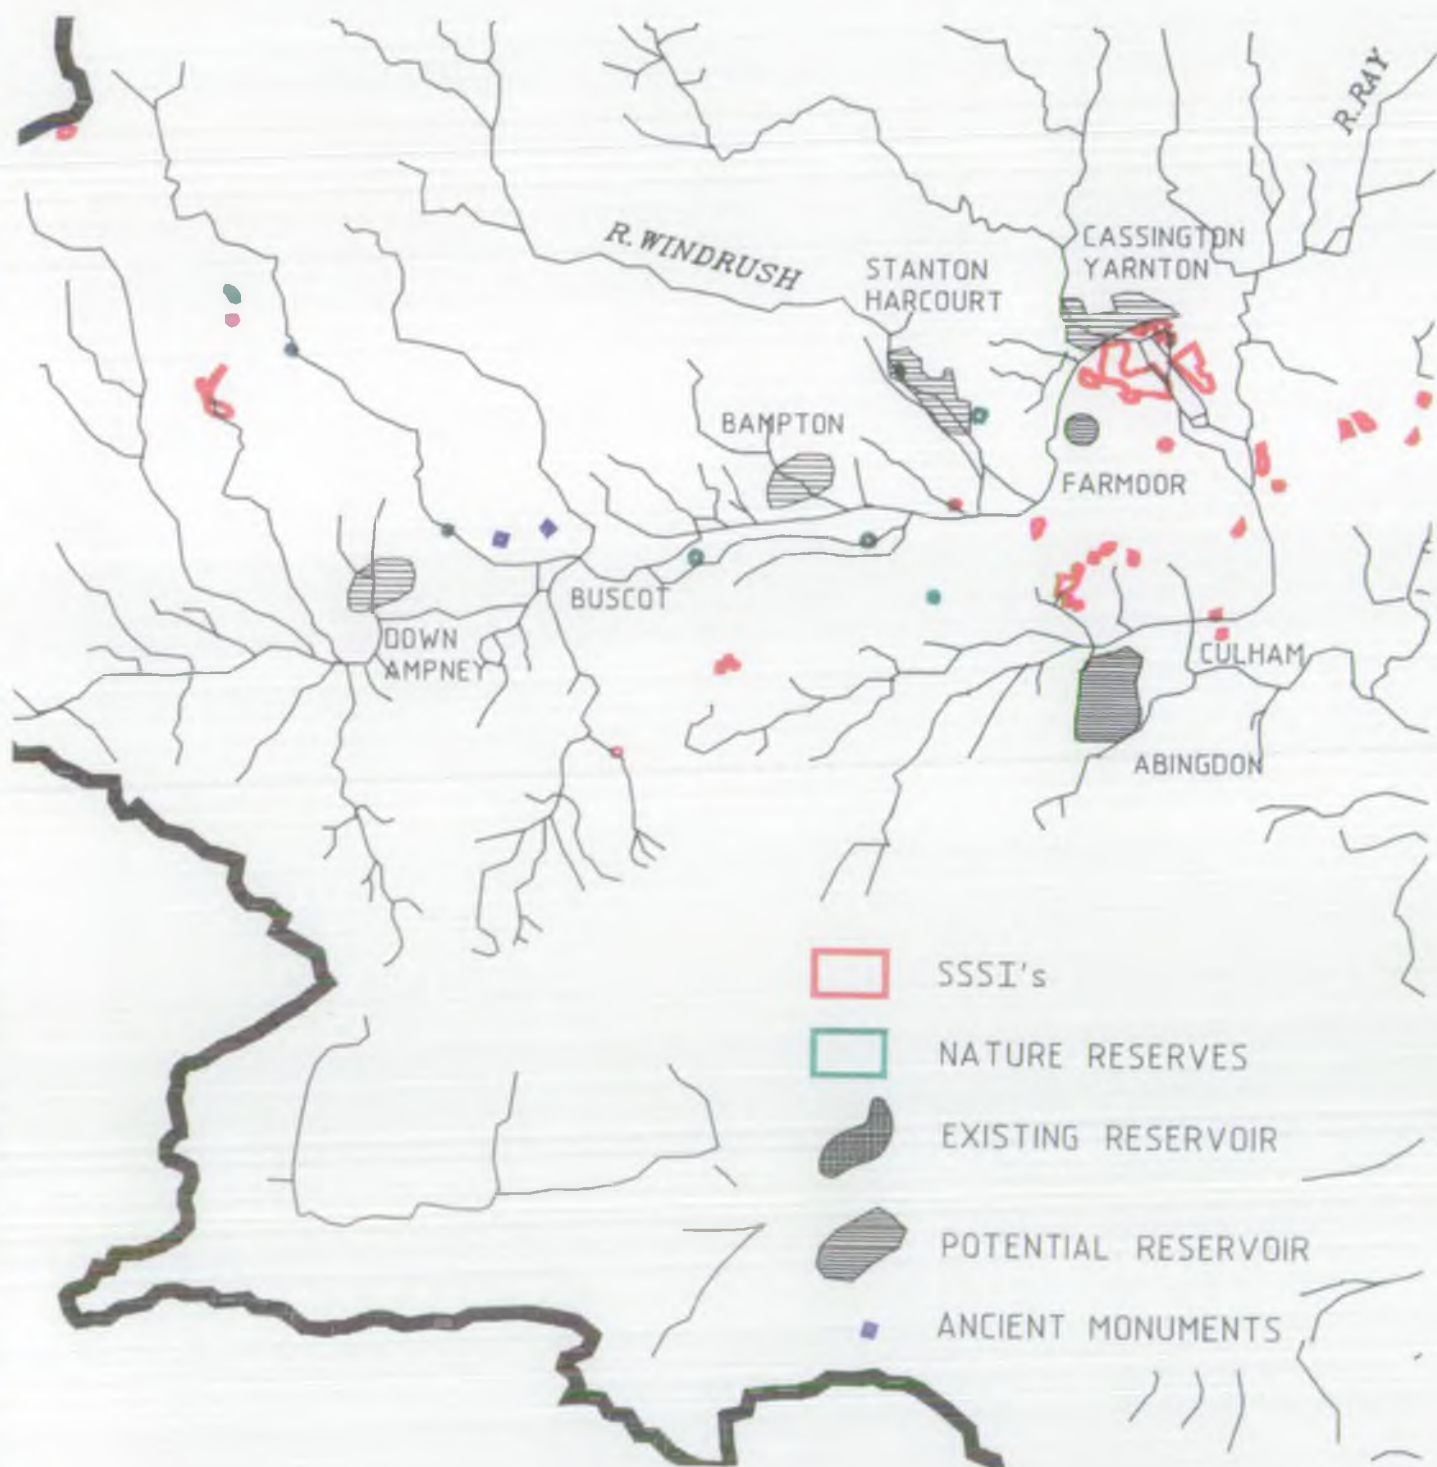 R. RAY
CASSINGTON
YARNTON
R. WINDRUSH
STANTON
HARCOURT
BAMPTON
FARMOOR
BUSCOT
DOWN
AMPNEY
CULHAM
ABINGDON
SSSI's
NATURE RESERVES
EXISTING RESERVOIR
POTENTIAL RESERVOIR
ANCIENT MONUMENTS